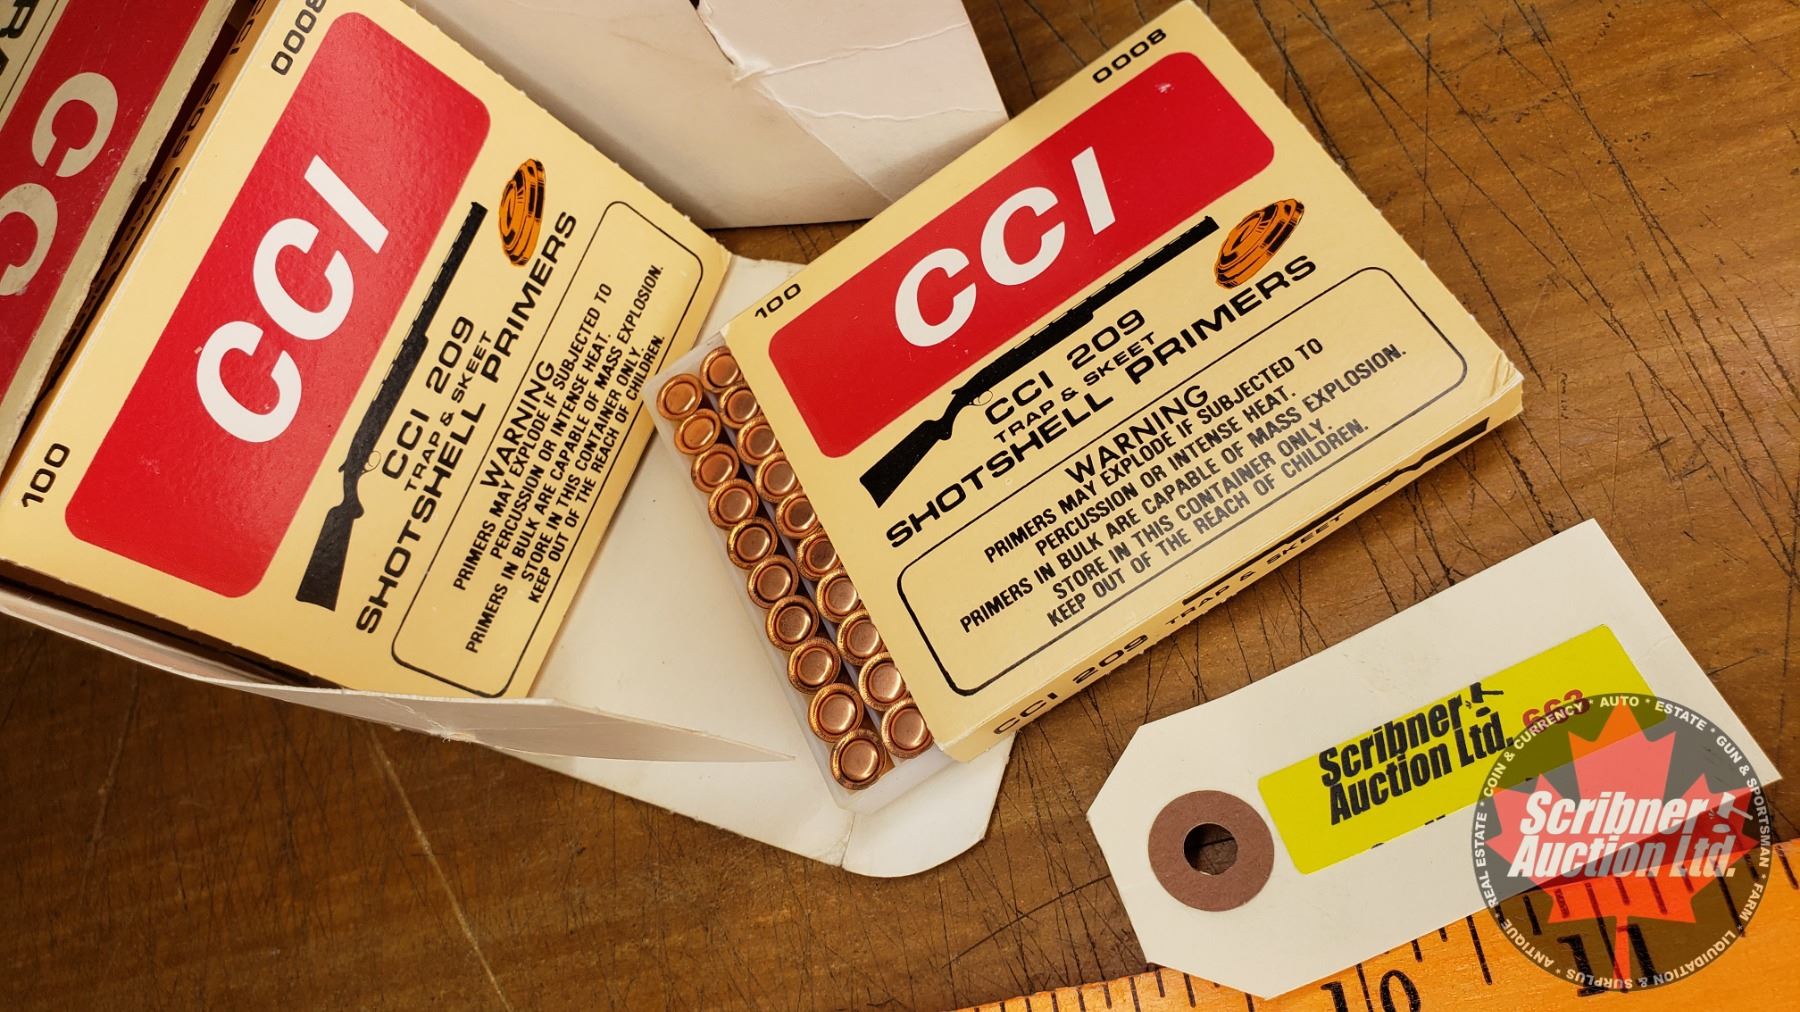 CCI
0008
100
CCI
CCI 209
TRAP & SKEET
SHOTSHELL PRIMERS
WARNING
PRIMERS MAY EXPLODE IF SUBJECTED TO
PERCUSSION OR INTENSE HEAT.
PRIMERS IN BULK ARE CAPABLE OF MASS EXPLOSION.
STORE IN THIS CONTAINER ONLY.
KEEP OUT OF THE REACH OF CHILDREN.
0008
100
CCI
CCI 209
TRAP & SKEET
SHOTSHELL PRIMERS
WARNING
PRIMERS MAY EXPLODE IF SUBJECTED TO
PERCUSSION OR INTENSE HEAT.
PRIMERS IN BULK ARE CAPABLE OF MASS EXPLOSION.
STORE IN THIS CONTAINER ONLY.
KEEP OUT OF THE REACH OF CHILDREN.
CCI 209 TRAP & SKEET
Scribner
Auction Ltd.
Scribner
Auction Ltd.
ANTIQUE * REAL ESTATE * COIN & CURRENCY * AUTO * ESTATE * GUN & SPORTSMAN * FARM * LIQUIDATION & SURPLUS *
10
11